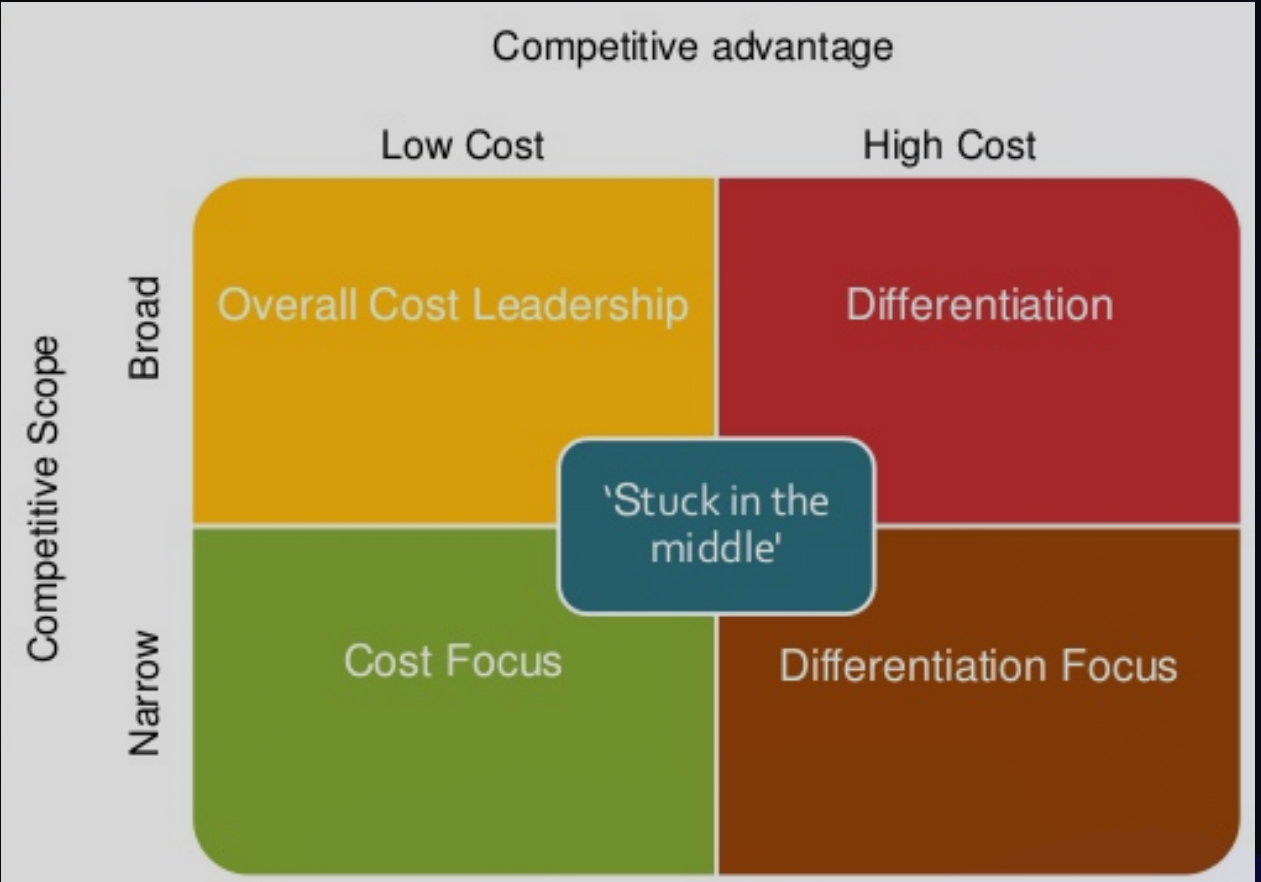 Competitive advantage
Low Cost
High Cost
Competitive Scope
Broad
Overall Cost Leadership
Differentiation
'Stuck in the
middle'
Narrow
Cost Focus
Differentiation Focus